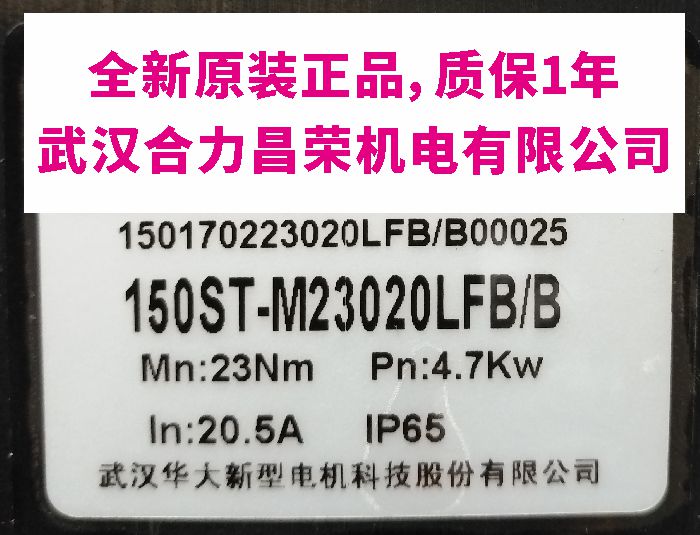 全新原装正品，质保1年
武汉合力昌荣机电有限公司
150170223020LFB/B00025
150ST-M23020LFB/B
Mn:23Nm Pn:4.7Kw
In:20.5A IP65
武汉华大新型电机科技股份有限公司